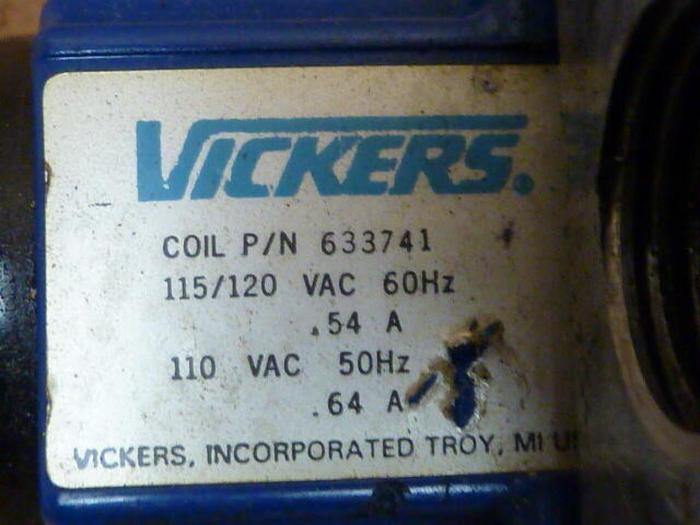 VICKERS.
COIL P/N 633741
115/120 VAC 60Hz
.54 A
110 VAC 50Hz
.64 A
VICKERS, INCORPORATED TROY, MI